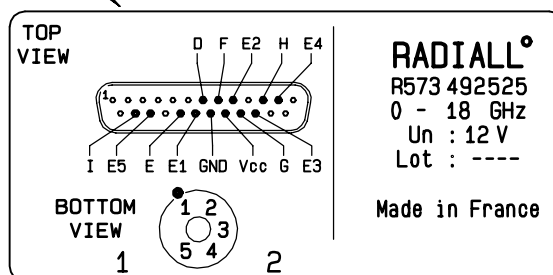 TOP
VIEW
D F E2 H E4
1
I E5 E E1 GND Vcc G E3
BOTTOM
VIEW
1 2
3
5 4
1 2
RADIALL°
R573 492525
0 - 18 GHz
Un : 12 V
Lot : ----
Made in France